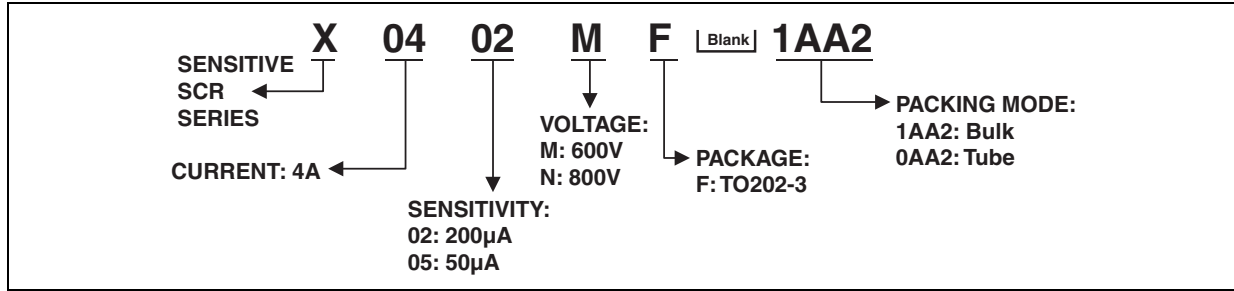 X 04 02 M F Blank 1AA2
SENSITIVE
SCR
SERIES
CURRENT: 4A
SENSITIVITY:
02: 200µA
05: 50µA
VOLTAGE:
M: 600V
N: 800V
PACKAGE:
F: TO202-3
PACKING MODE:
1AA2: Bulk
0AA2: Tube